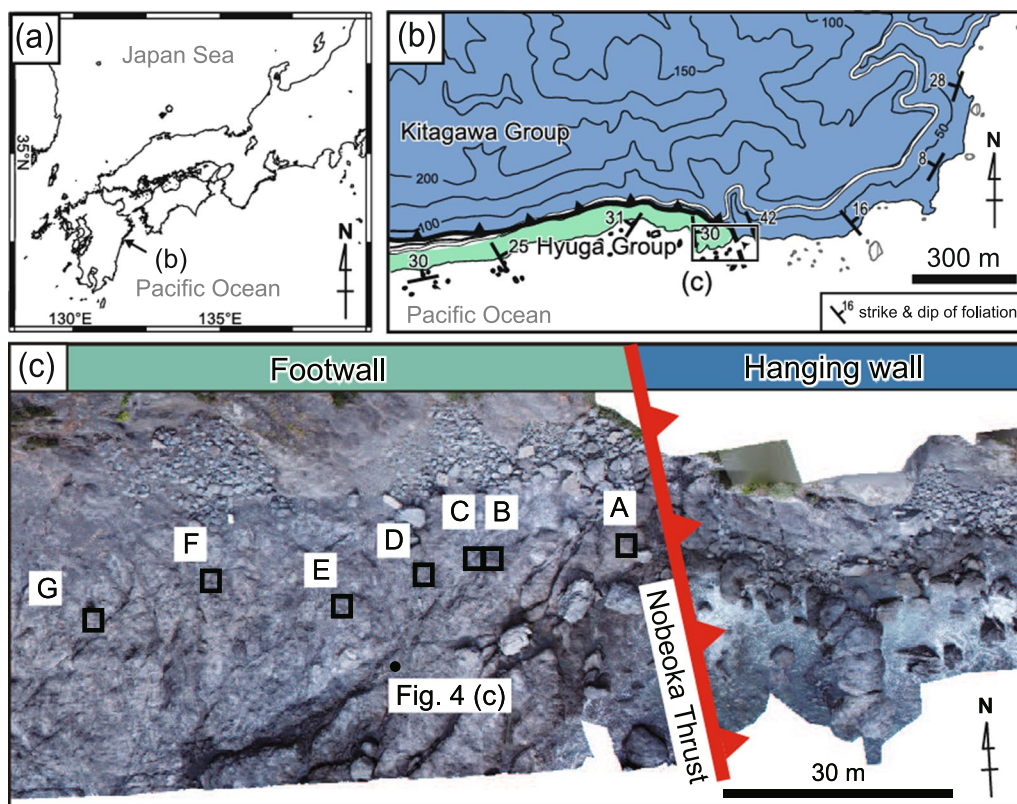 (a)
Japan Sea
35°N
(b)
Pacific Ocean
N
130°E
135°E
(b)
100
150
28
50
8
Kitagawa Group
200
100
31
30
42
16
25
Hyuga Group
30
(c)
N
300 m
Pacific Ocean
16 strike & dip of foliation
(c)
Footwall
Hanging wall
A
B
C
D
E
F
G
Fig. 4 (c)
Nobeoka Thrust
N
30 m